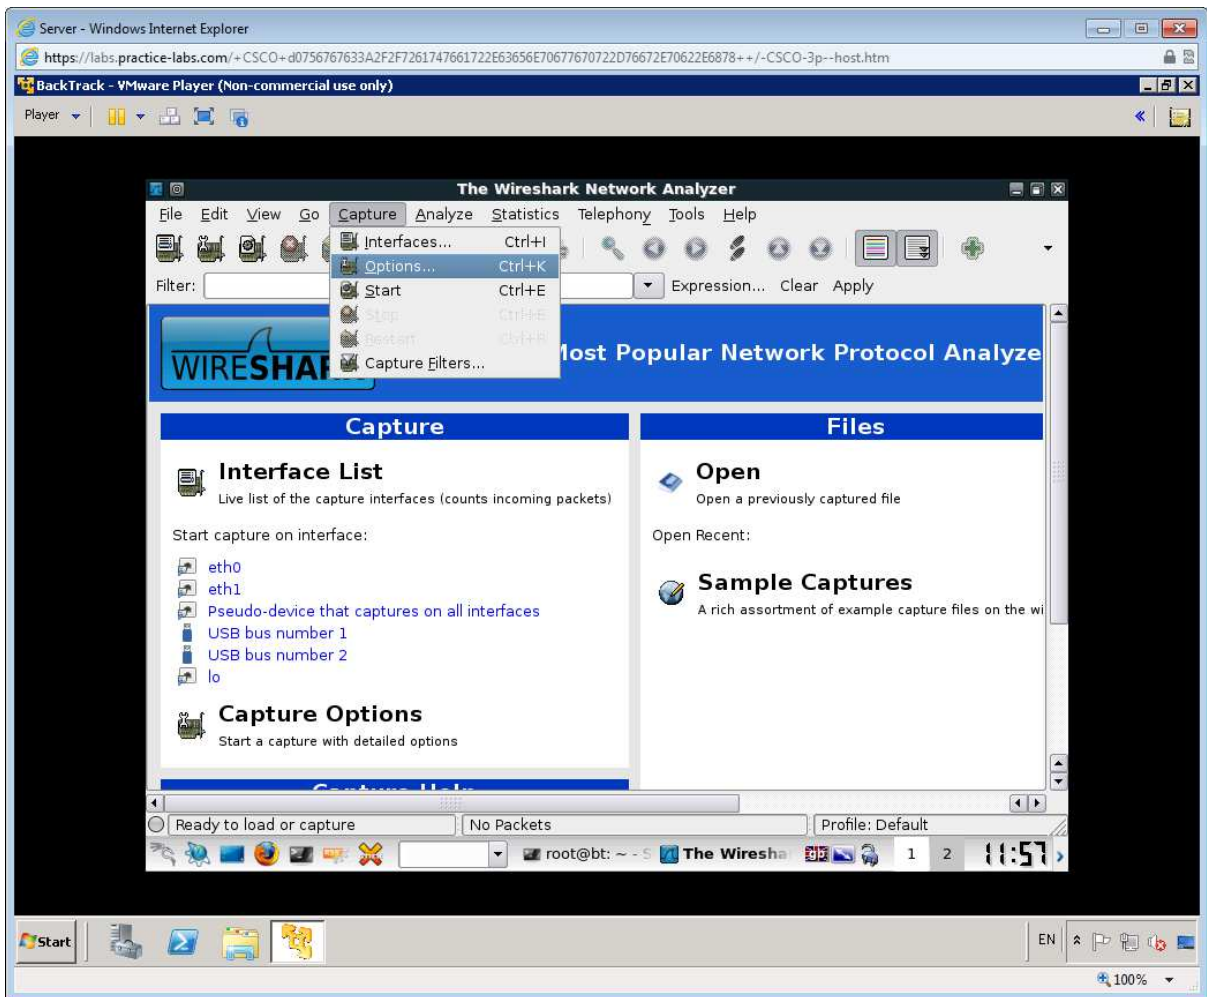 Server - Windows Internet Explorer
https://labs.practice-labs.com/+CSCO+d0756767633A2F2F7261747661722E63656E70677670722D76672E70622E6878++/-CSCO-3p--host.htm
BackTrack - VMware Player (Non-commercial use only)
Player
The Wireshark Network Analyzer
File Edit View Go Capture Analyze Statistics Telephony Tools Help
Interfaces... Ctrl+I
Options... Ctrl+K
Start Ctrl+E
Stop Ctrl+E
Restart Ctrl+R
Capture Filters...
Filter: Expression... Clear Apply
WIRESHARK
Most Popular Network Protocol Analyze
Capture
Interface List
Live list of the capture interfaces (counts incoming packets)
Start capture on interface:
eth0
eth1
Pseudo-device that captures on all interfaces
USB bus number 1
USB bus number 2
lo
Capture Options
Start a capture with detailed options
Capture Help
Files
Open
Open a previously captured file
Open Recent:
Sample Captures
A rich assortment of example capture files on the wi
Ready to load or capture No Packets Profile: Default
root@bt: ~ - S The Wiresha 1 2 11:57
Start EN
100%